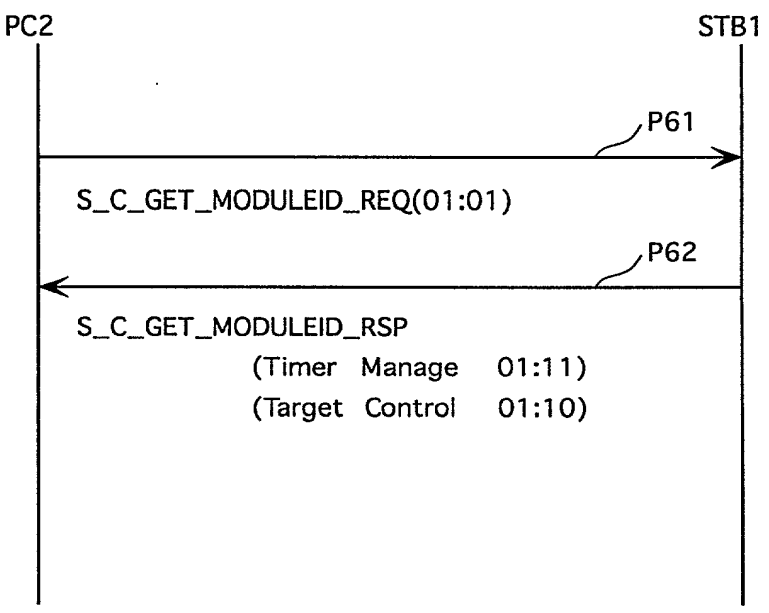 PC2 STB1
P61
S_C_GET_MODULEID_REQ(01:01)
P62
S_C_GET_MODULEID_RSP
(Timer Manage 01:11)
(Target Control 01:10)